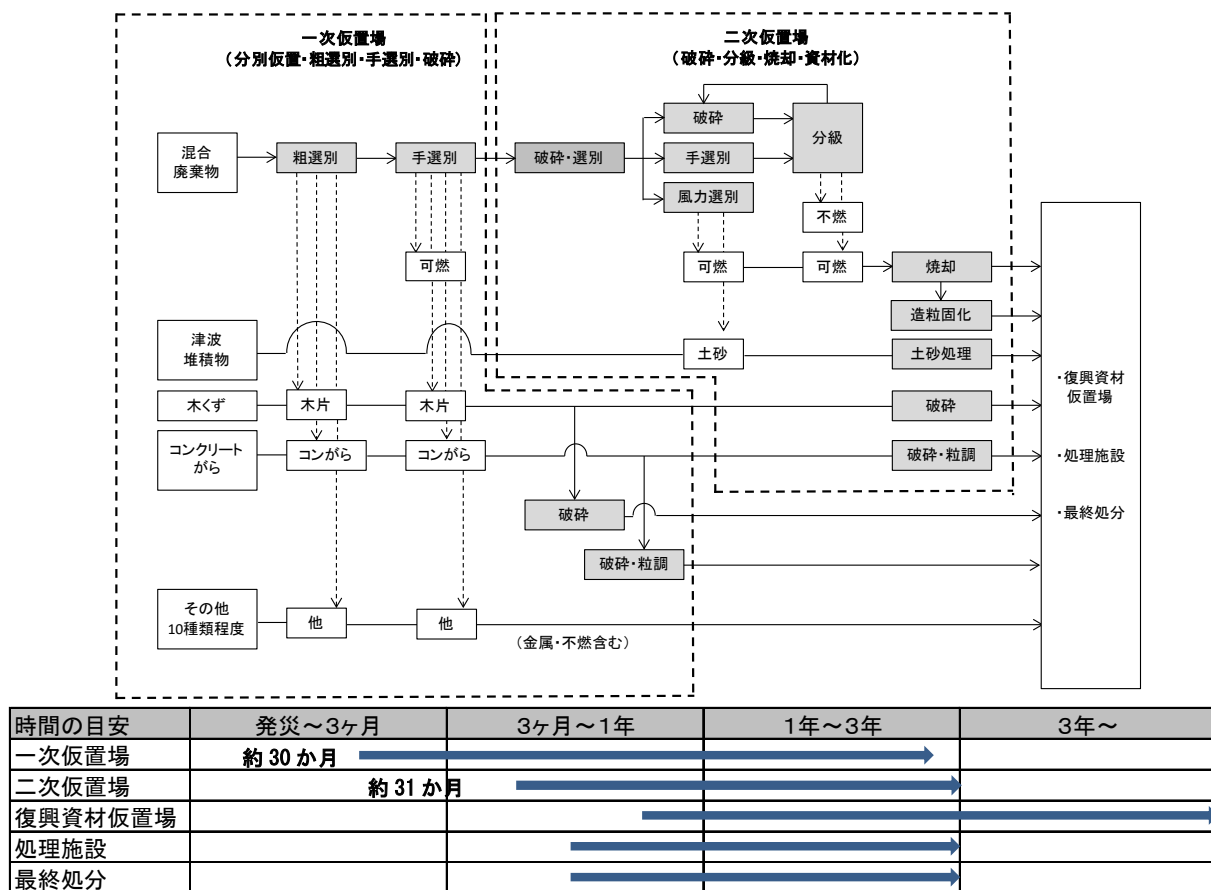 一次仮置場
（分別仮置・粗選別・手選別・破砕）
二次仮置場
（破砕・分級・焼却・資材化）
混合
廃棄物
粗選別
手選別
破砕・選別
破砕
手選別
風力選別
分級
不燃
可燃
可燃
可燃
焼却
造粒固化
津波
堆積物
土砂
土砂処理
木くず
木片
木片
破砕
コンクリート
がら
コンがら
コンがら
破砕・粒調
破砕
破砕・粒調
その他
10種類程度
他
他
（金属・不燃含む）
・復興資材
仮置場
・処理施設
・最終処分
時間の目安 発災～3ヶ月 3ヶ月～1年 1年～3年 3年～
一次仮置場 約30か月
二次仮置場 約31か月
復興資材仮置場
処理施設
最終処分